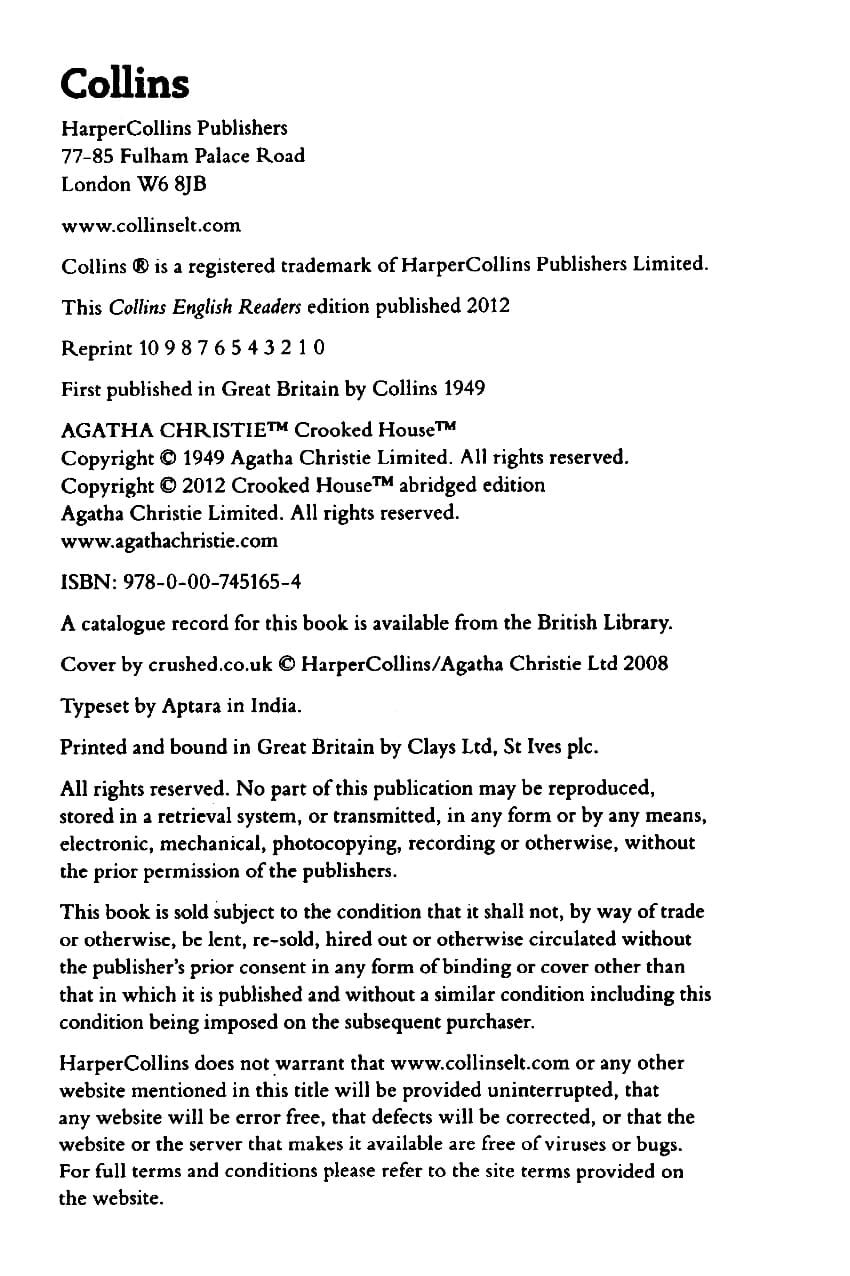 Collins
HarperCollins Publishers
77-85 Fulham Palace Road
London W6 8JB
www.collinselt.com
Collins ® is a registered trademark of HarperCollins Publishers Limited.
This Collins English Readers edition published 2012
Reprint 10 9 8 7 6 5 4 3 2 1 0
First published in Great Britain by Collins 1949
AGATHA CHRISTIE™ Crooked House™
Copyright © 1949 Agatha Christie Limited. All rights reserved.
Copyright © 2012 Crooked House™ abridged edition
Agatha Christie Limited. All rights reserved.
www.agathachristie.com
ISBN: 978-0-00-745165-4
A catalogue record for this book is available from the British Library.
Cover by crushed.co.uk © HarperCollins/Agatha Christie Ltd 2008
Typeset by Aptara in India.
Printed and bound in Great Britain by Clays Ltd, St Ives plc.
All rights reserved. No part of this publication may be reproduced,
stored in a retrieval system, or transmitted, in any form or by any means,
electronic, mechanical, photocopying, recording or otherwise, without
the prior permission of the publishers.
This book is sold subject to the condition that it shall not, by way of trade
or otherwise, be lent, re-sold, hired out or otherwise circulated without
the publisher's prior consent in any form of binding or cover other than
that in which it is published and without a similar condition including this
condition being imposed on the subsequent purchaser.
HarperCollins does not warrant that www.collinselt.com or any other
website mentioned in this title will be provided uninterrupted, that
any website will be error free, that defects will be corrected, or that the
website or the server that makes it available are free of viruses or bugs.
For full terms and conditions please refer to the site terms provided on
the website.